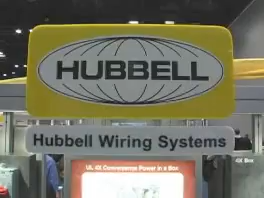 HUBBELL
Hubbell Wiring Systems
UL 4X Convenience Power in a Box
4X Box